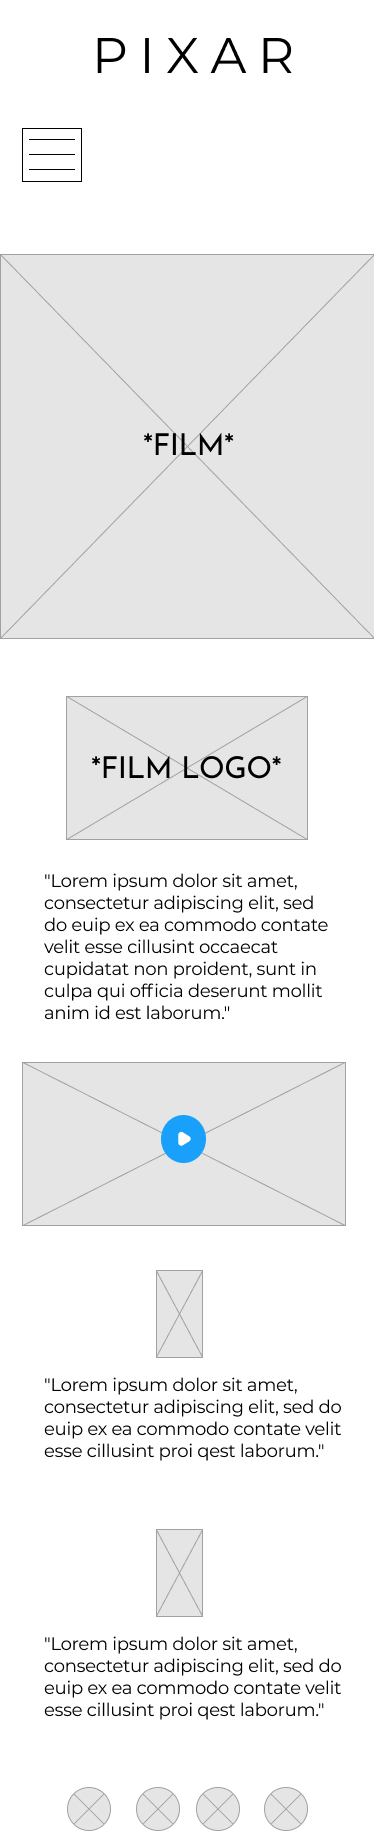 PIXAR
*FILM*
*FILM LOGO*
"Lorem ipsum dolor sit amet,
consectetur adipiscing elit, sed
do euip ex ea commodo contate
velit esse cillusint occaecat
cupidatat non proident, sunt in
culpa qui officia deserunt mollit
anim id est laborum."
"Lorem ipsum dolor sit amet,
consectetur adipiscing elit, sed do
euip ex ea commodo contate velit
esse cillusint proi qest laborum."
"Lorem ipsum dolor sit amet,
consectetur adipiscing elit, sed do
euip ex ea commodo contate velit
esse cillusint proi qest laborum."